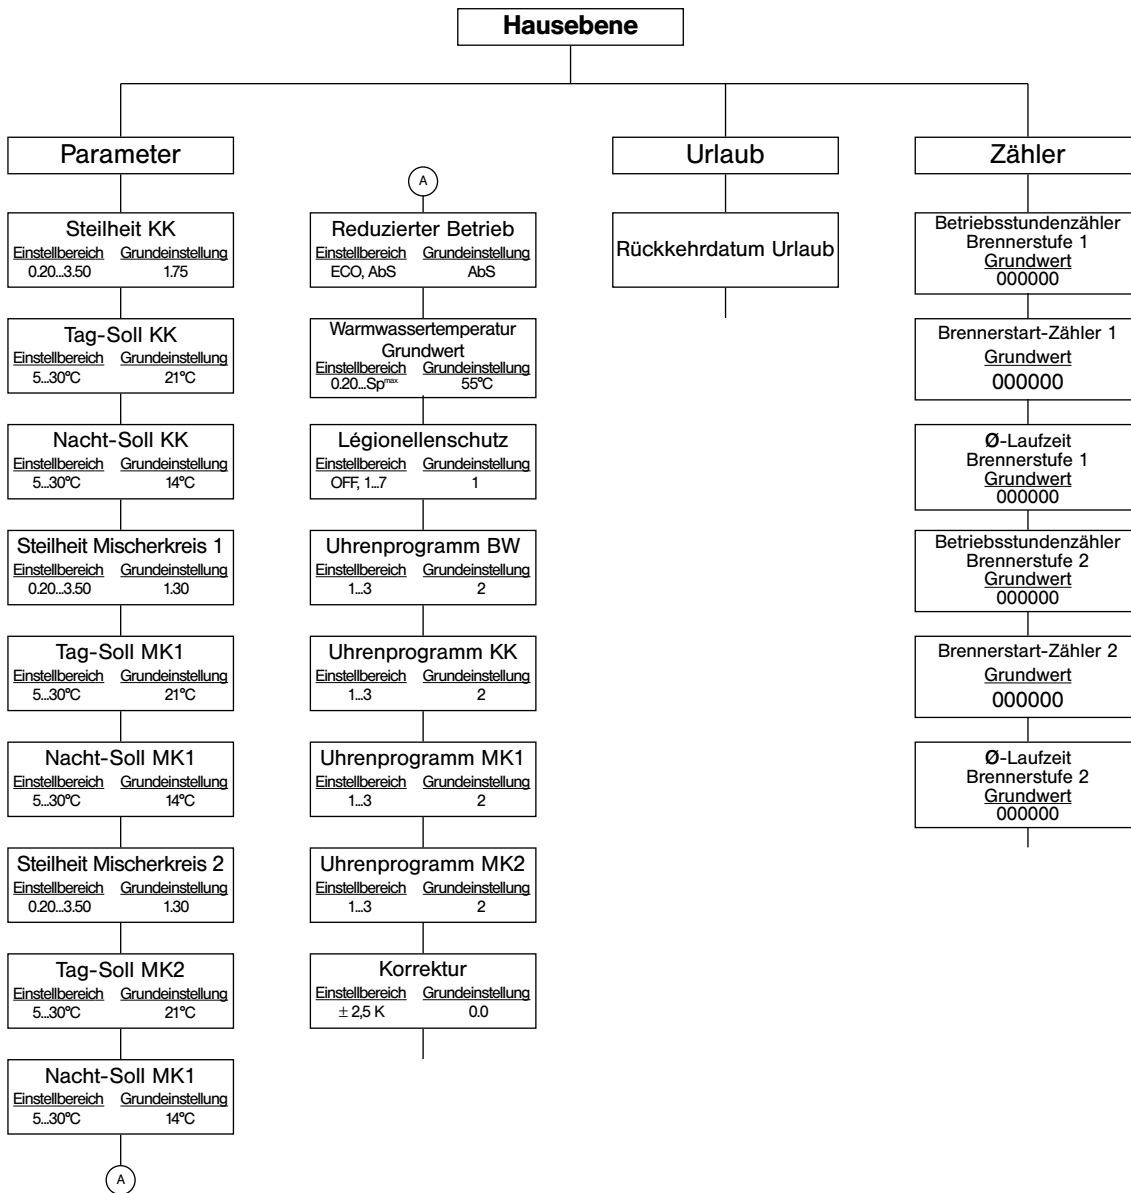 Hausebene
Parameter
Steilheit KK
Einstellbereich Grundeinstellung
0.20...3.50 1.75
Tag-Soll KK
Einstellbereich Grundeinstellung
5...30°C 21°C
Nacht-Soll KK
Einstellbereich Grundeinstellung
5...30°C 14°C
Steilheit Mischerkreis 1
Einstellbereich Grundeinstellung
0.20...3.50 1.30
Tag-Soll MK1
Einstellbereich Grundeinstellung
5...30°C 21°C
Nacht-Soll MK1
Einstellbereich Grundeinstellung
5...30°C 14°C
Steilheit Mischerkreis 2
Einstellbereich Grundeinstellung
0.20...3.50 1.30
Tag-Soll MK2
Einstellbereich Grundeinstellung
5...30°C 21°C
Nacht-Soll MK1
Einstellbereich Grundeinstellung
5...30°C 14°C
A
A
Reduzierter Betrieb
Einstellbereich Grundeinstellung
ECO, AbS AbS
Warmwassertemperatur
Grundwert
Einstellbereich Grundeinstellung
0.20...Spmax 55°C
Légionellenschutz
Einstellbereich Grundeinstellung
OFF, 1...7 1
Uhrenprogramm BW
Einstellbereich Grundeinstellung
1...3 2
Uhrenprogramm KK
Einstellbereich Grundeinstellung
1...3 2
Uhrenprogramm MK1
Einstellbereich Grundeinstellung
1...3 2
Uhrenprogramm MK2
Einstellbereich Grundeinstellung
1...3 2
Korrektur
Einstellbereich Grundeinstellung
± 2,5 K 0.0
Urlaub
Rückkehrdatum Urlaub
Zähler
Betriebsstundenzähler
Brennerstufe 1
Grundwert
000000
Brennerstart-Zähler 1
Grundwert
000000
Ø-Laufzeit
Brennerstufe 1
Grundwert
000000
Betriebsstundenzähler
Brennerstufe 2
Grundwert
000000
Brennerstart-Zähler 2
Grundwert
000000
Ø-Laufzeit
Brennerstufe 2
Grundwert
000000